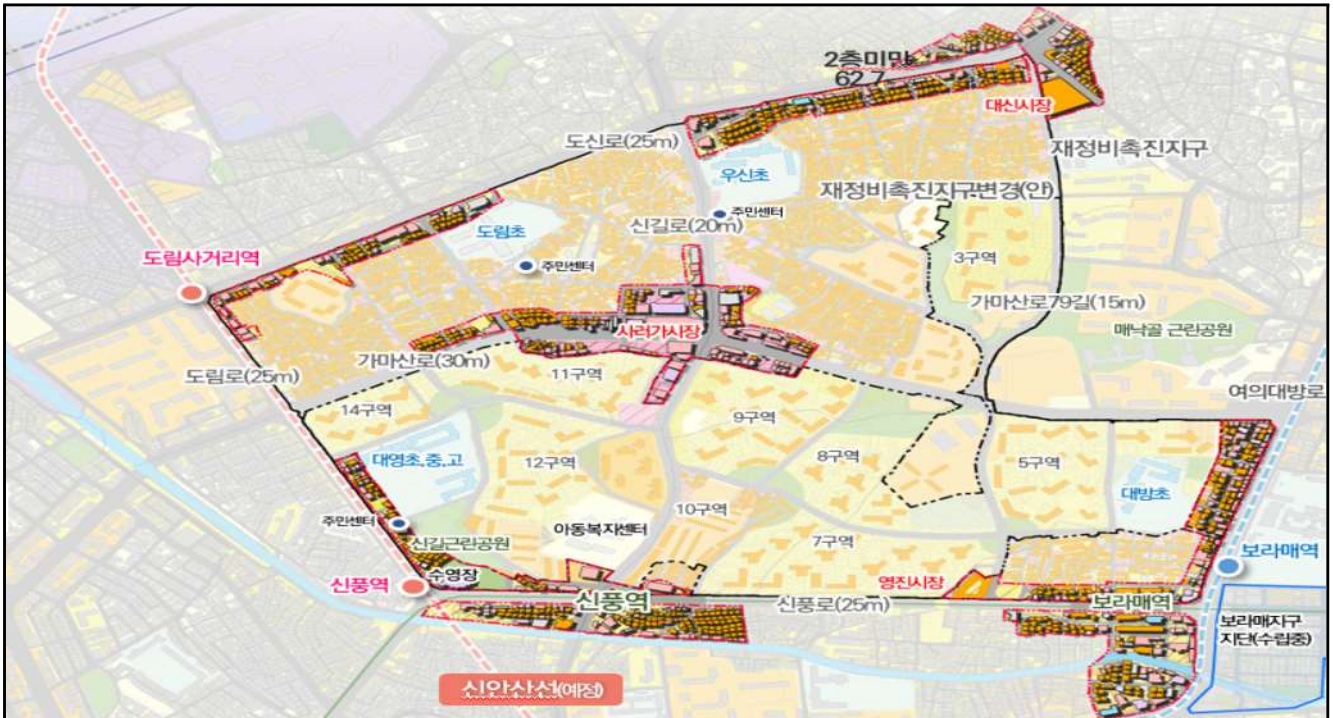 2층미만
62.7
대신시장
도신로(25m)
재정비촉진지구
우신초
재정비촉진지구변경(안)
주민센터
신길로(20m)
도림초
도림사거리역
주민센터
3구역
가마산로79길(15m)
사러가시장
매낙골 근린공원
가마산로(30m)
도림로(25m)
11구역
여의대방로
14구역
9구역
대영초,중,고
12구역
8구역
5구역
대방초
주민센터
아동복지센터
10구역
신길근린공원
7구역
보라매역
신풍역
수영장
영진시장
신풍역
신풍로(25m)
보라매역
보라매지구
지단(수립중)
신안산선(예정)